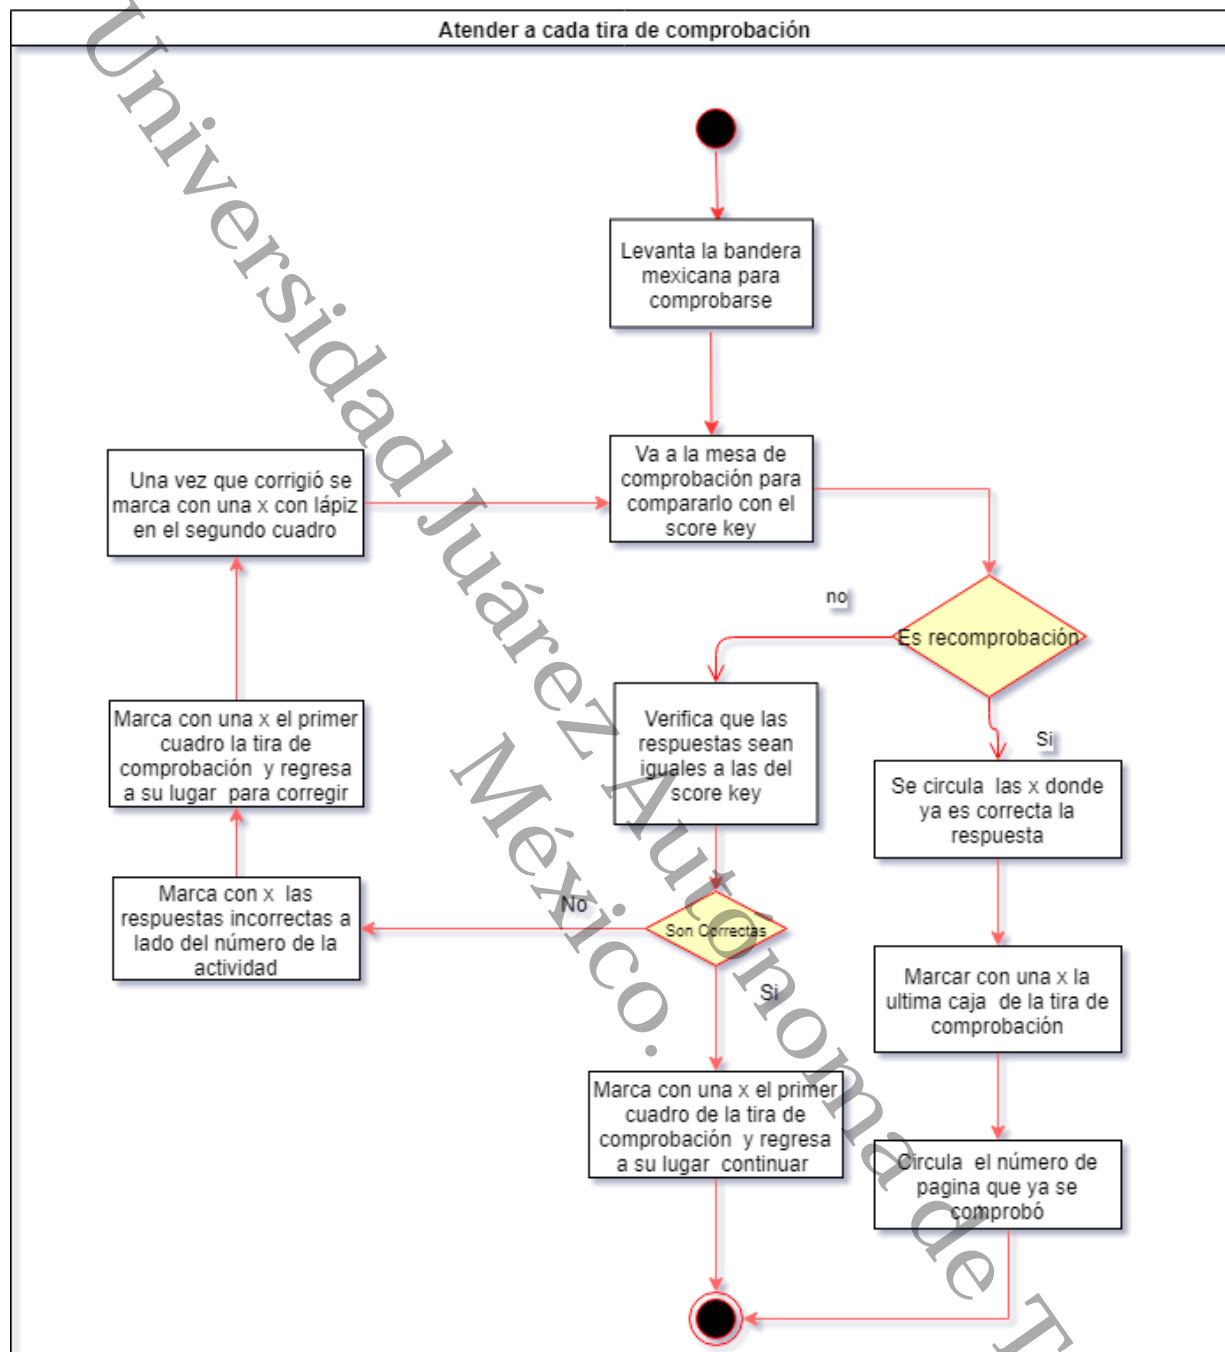 Atender a cada tira de comprobación
Levanta la bandera
mexicana para
comprobarse
Va a la mesa de
comprobación para
compararlo con el
score key
Una vez que corrigió se
marca con una x con lápiz
en el segundo cuadro
no
Es recomprobación
Si
Verifica que las
respuestas sean
iguales a las del
score key
Se circula las x donde
ya es correcta la
respuesta
Marca con una x el primer
cuadro la tira de
comprobación y regresa
a su lugar para corregir
Marca con x las
respuestas incorrectas a
lado del número de la
actividad
No
Son Correctas
Si
Marcar con una x la
ultima caja de la tira de
comprobación
Marca con una x el primer
cuadro de la tira de
comprobación y regresa
a su lugar continuar
Circula el número de
pagina que ya se
comprobó
Universidad Juárez Autónoma de T
México.